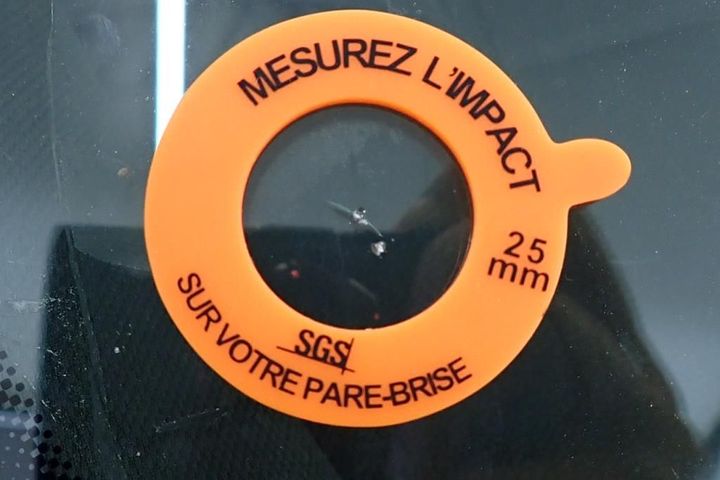 MESUREZ L'IMPACT
25
mm
SGS
SUR VOTRE PARE-BRISE